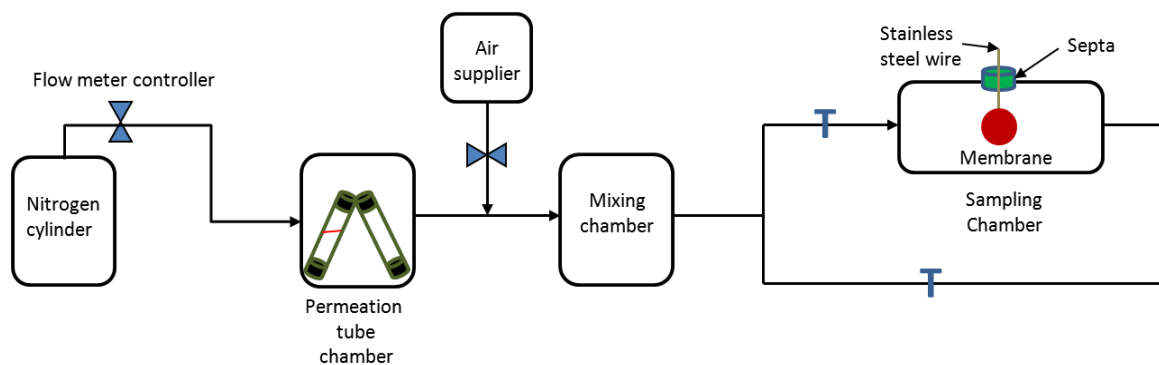 Flow meter controller
Nitrogen
cylinder
Permeation
tube
chamber
Air
supplier
Mixing
chamber
Stainless
steel wire
Septa
Membrane
Sampling
Chamber